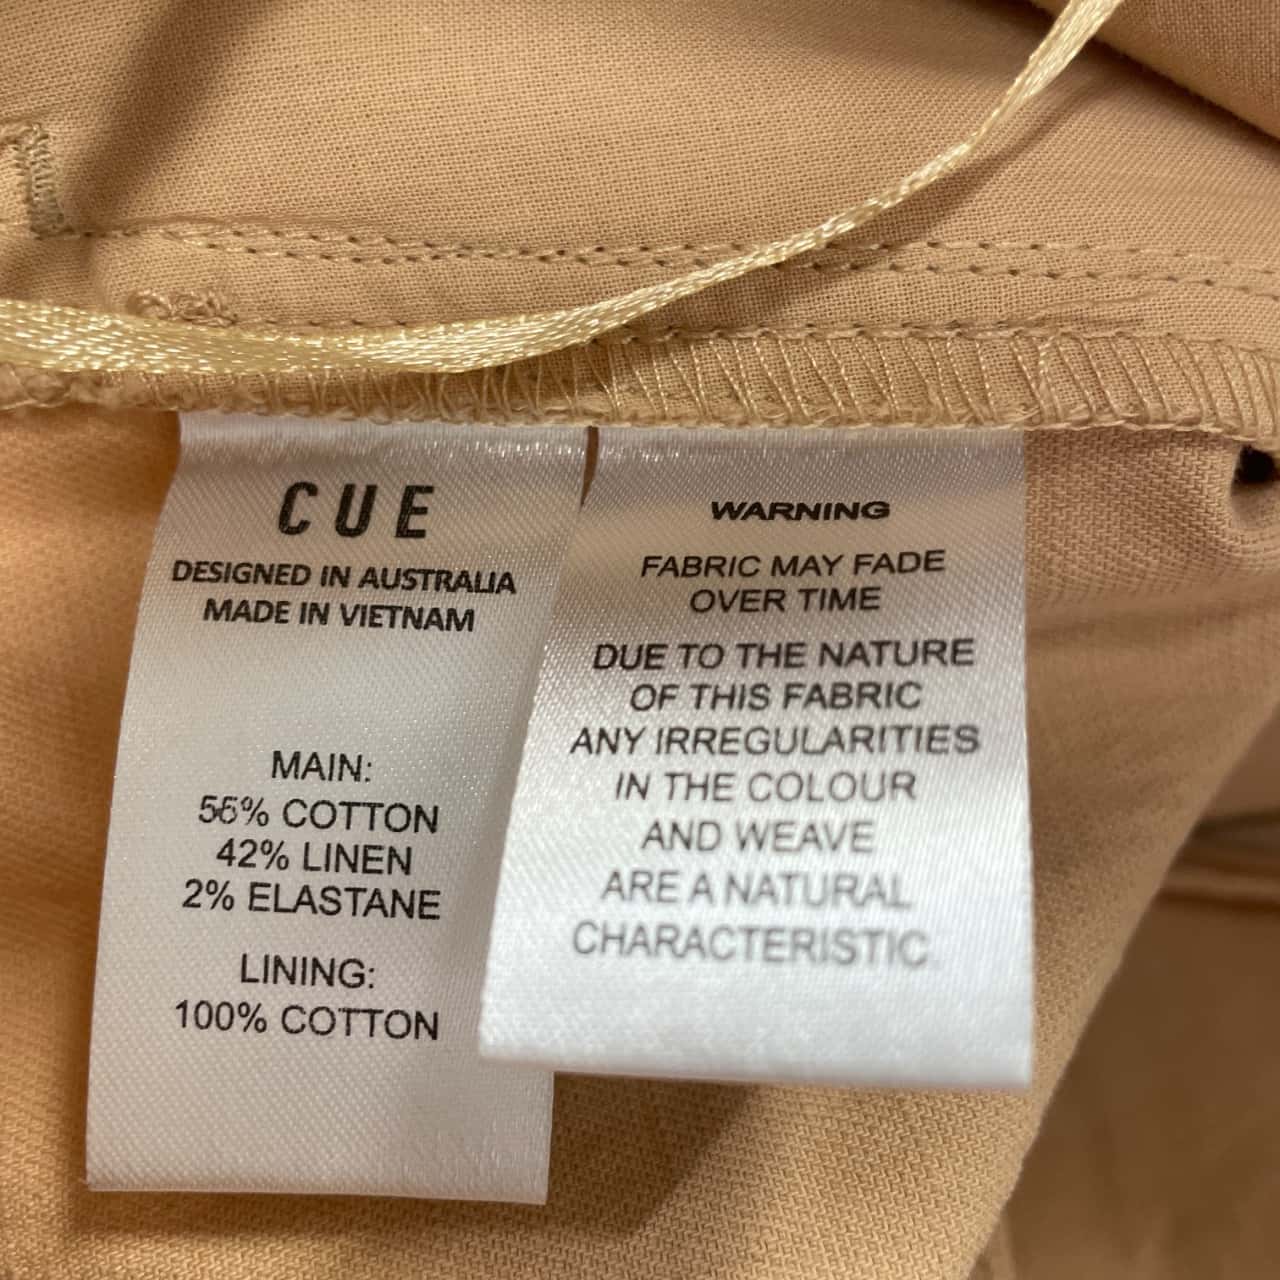 CUE
DESIGNED IN AUSTRALIA
MADE IN VIETNAM
MAIN:
56% COTTON
42% LINEN
2% ELASTANE
LINING:
100% COTTON
WARNING
FABRIC MAY FADE
OVER TIME
DUE TO THE NATURE
OF THIS FABRIC
ANY IRREGULARITIES
IN THE COLOUR
AND WEAVE
ARE A NATURAL
CHARACTERISTIC